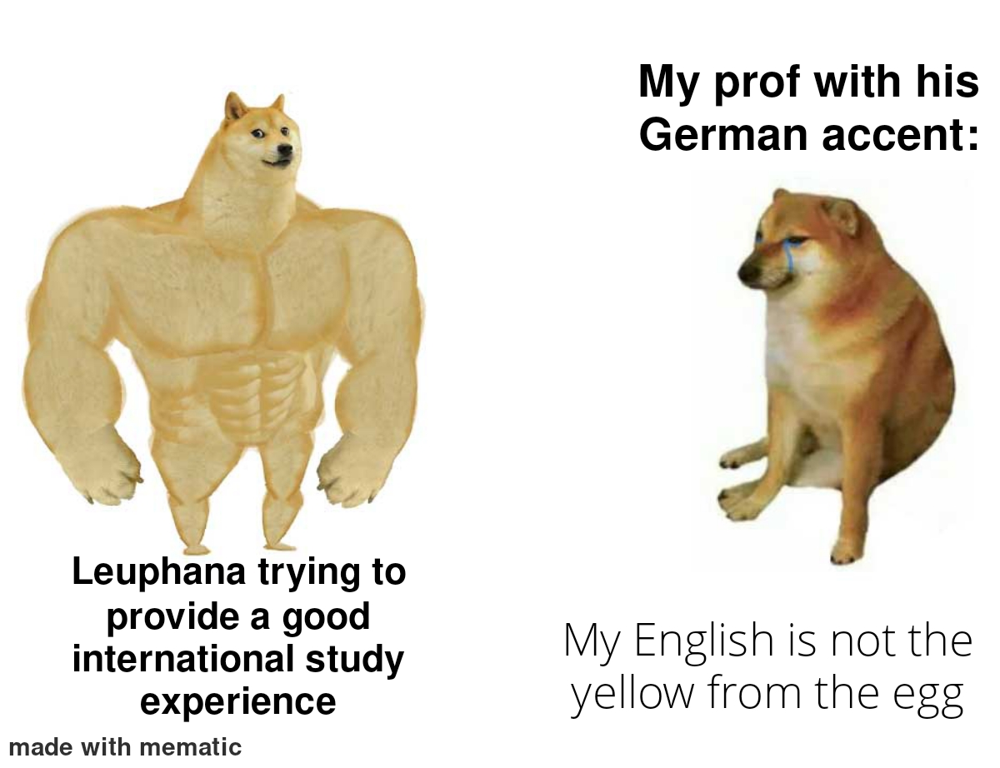 My prof with his
German accent:
Leuphana trying to
provide a good
international study
experience
My English is not the
yellow from the egg
made with mematic